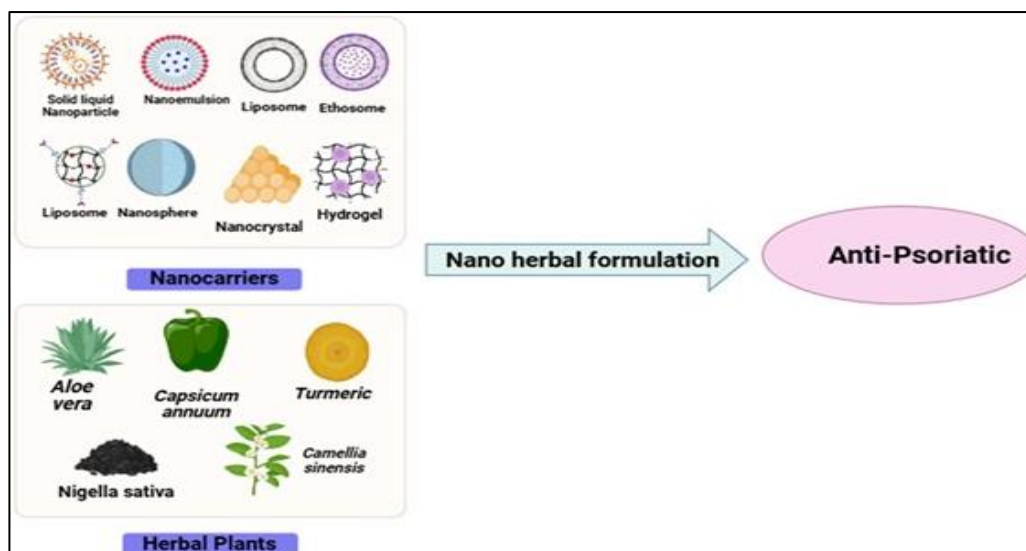 Solid liquid
Nanoparticle
Nanoemulsion
Liposome
Ethosome
Liposome
Nanosphere
Nanocrystal
Hydrogel
Nanocarriers
Nano herbal formulation
Anti-Psoriatic
Aloe
vera
Capsicum
annuum
Turmeric
Nigella sativa
Camellia
sinensis
Herbal Plants